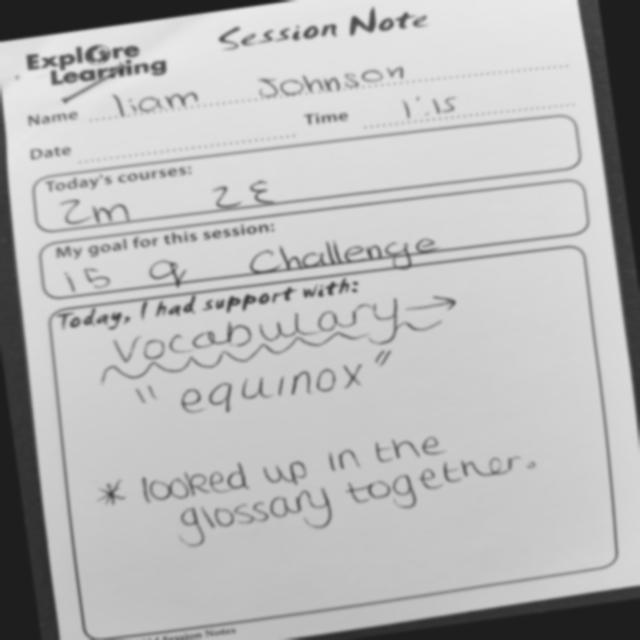 Explore Learning
Session Note
Name liam Johnson
Date Time 1:15
Today's courses:
2m 2E
My goal for this session:
15 q Challenge
Today, I had support with:
Vocabulary →
"equinox"
* looked up in the
glossary together.
Session Notes